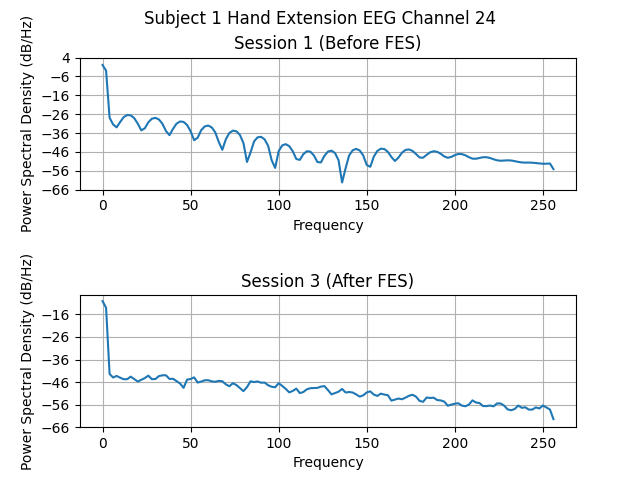 Subject 1 Hand Extension EEG Channel 24
Session 1 (Before FES)
Power Spectral Density (dB/Hz)
4
−6
−16
−26
−36
−46
−56
−66
0 50 100 150 200 250
Frequency
Session 3 (After FES)
Power Spectral Density (dB/Hz)
−16
−26
−36
−46
−56
−66
0 50 100 150 200 250
Frequency